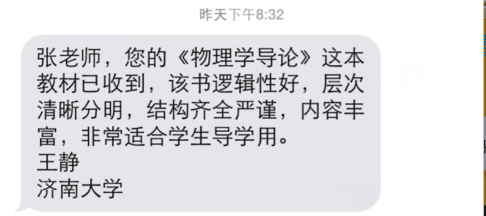 昨天下午8:32
张老师，您的《物理学导论》这本
教材已收到，该书逻辑性好，层次
清晰分明，结构齐全严谨，内容丰
富，非常适合学生导学用。
王静
济南大学